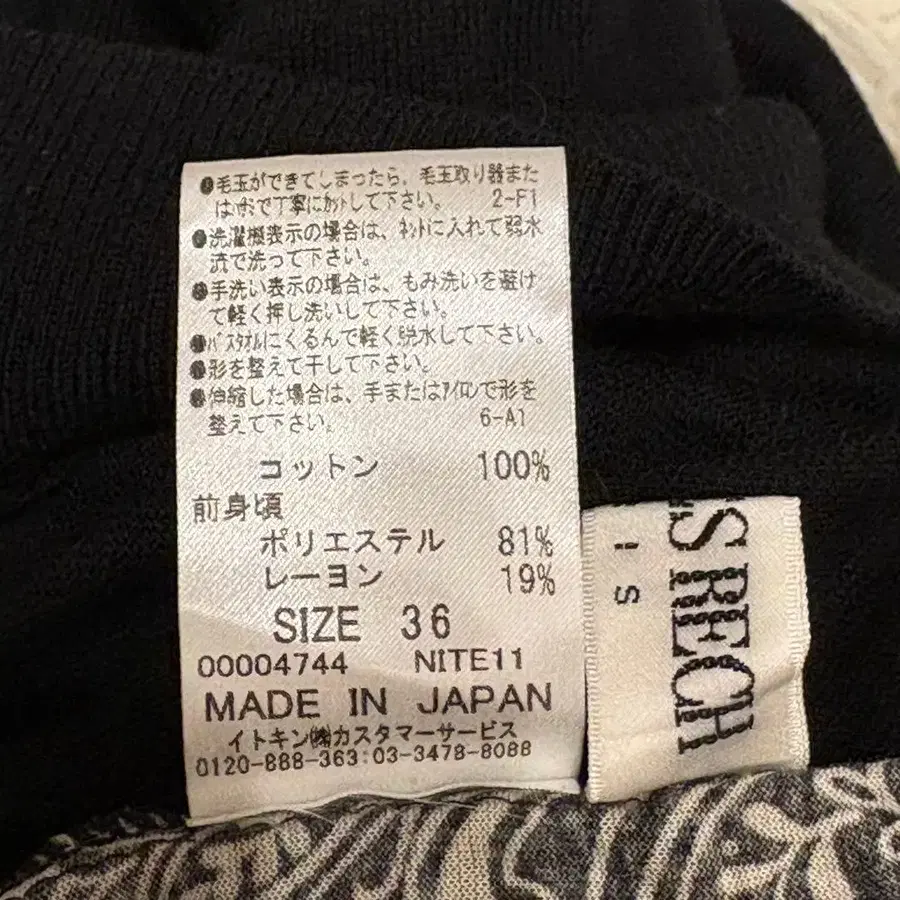 ●毛玉ができてしまったら、毛玉取り器また
はハサミで丁寧にカットして下さい。 2-F1
●洗濯機表示の場合は、ネットに入れて弱水
流で洗って下さい。
●手洗い表示の場合は、もみ洗いを避け
て軽く押し洗いして下さい。
●バスタオルにくるんで軽く脱水して下さい。
●形を整えて干して下さい。
●伸縮した場合は、手またはアイロンで形を
整えて下さい。 6-A1
コットン 100%
前身頃
ポリエステル 81%
レーヨン 19%
SIZE 36
00004744 NITE11
MADE IN JAPAN
イトキン㈱カスタマーサービス
0120-888-363:03-3478-8088
S RECH
i s